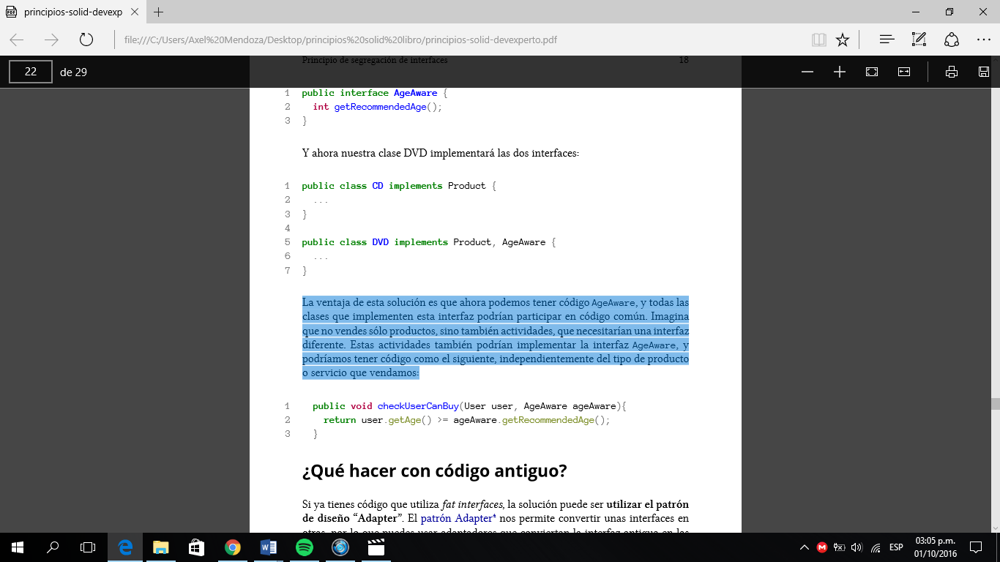 principios-solid-devexp
file:///C:/Users/Axel%20Mendoza/Desktop/principios%20solid%20libro/principios-solid-devexperto.pdf
22 de 29
Principio de segregación de interfaces 18
1 public interface AgeAware {
2 int getRecommendedAge();
3 }
Y ahora nuestra clase DVD implementará las dos interfaces:
1 public class CD implements Product {
2 ...
3 }
4
5 public class DVD implements Product, AgeAware {
6 ...
7 }
La ventaja de esta solución es que ahora podemos tener código AgeAware, y todas las
clases que implementen esta interfaz podrían participar en código común. Imagina
que no vendes sólo productos, sino también actividades, que necesitarían una interfaz
diferente. Estas actividades también podrían implementar la interfaz AgeAware, y
podríamos tener código como el siguiente, independientemente del tipo de producto
o servicio que vendamos:
1 public void checkUserCanBuy(User user, AgeAware ageAware){
2 return user.getAge() >= ageAware.getRecommendedAge();
3 }
¿Qué hacer con código antiguo?
Si ya tienes código que utiliza fat interfaces, la solución puede ser utilizar el patrón
de diseño “Adapter”. El patrón Adapter⁴ nos permite convertir unas interfaces en
otras, por lo que puedes usar adaptadores que conviertan la interfaz antigua en las
ESP
03:05 p.m.
01/10/2016